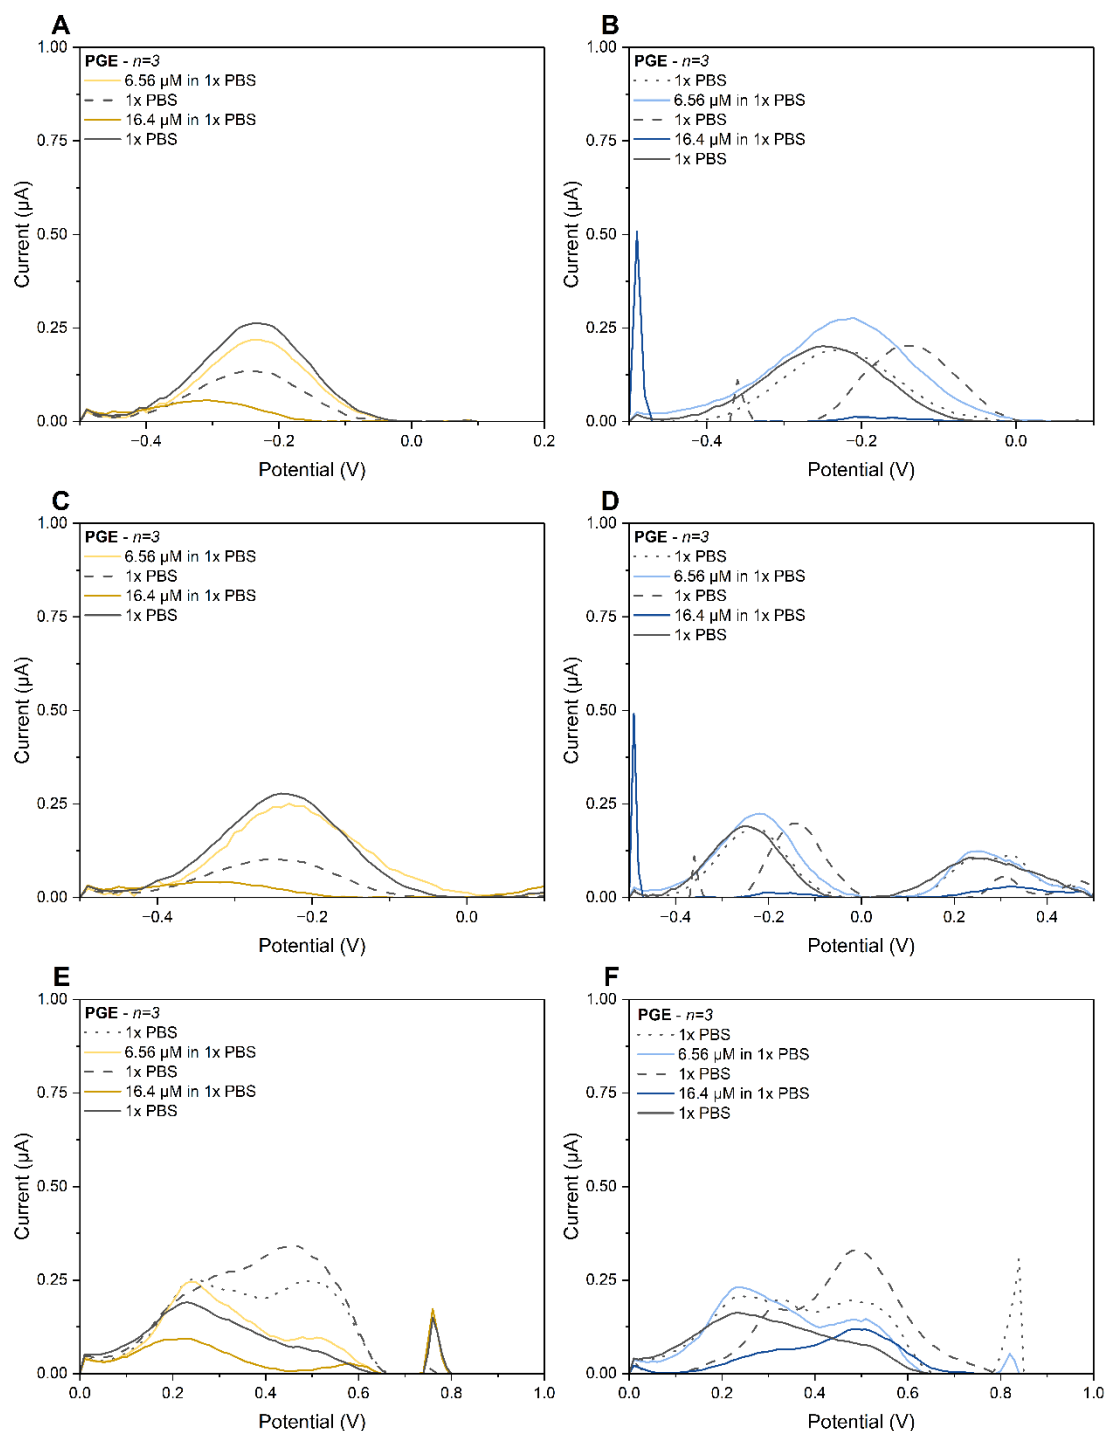 A
PGE - n=3
6.56 µM in 1x PBS
1x PBS
16.4 µM in 1x PBS
1x PBS
1.00
0.75
0.50
0.25
0.00
−0.4
−0.2
0.0
0.2
Current (µA)
Potential (V)
B
PGE - n=3
1x PBS
6.56 µM in 1x PBS
1x PBS
16.4 µM in 1x PBS
1x PBS
1.00
0.75
0.50
0.25
0.00
−0.4
−0.2
0.0
Current (µA)
Potential (V)
C
PGE - n=3
6.56 µM in 1x PBS
1x PBS
16.4 µM in 1x PBS
1x PBS
1.00
0.75
0.50
0.25
0.00
−0.4
−0.2
0.0
Current (µA)
Potential (V)
D
PGE - n=3
1x PBS
6.56 µM in 1x PBS
1x PBS
16.4 µM in 1x PBS
1x PBS
1.00
0.75
0.50
0.25
0.00
−0.4
−0.2
0.0
0.2
0.4
Current (µA)
Potential (V)
E
PGE - n=3
1x PBS
6.56 µM in 1x PBS
1x PBS
16.4 µM in 1x PBS
1x PBS
1.00
0.75
0.50
0.25
0.00
0.0
0.2
0.4
0.6
0.8
1.0
Current (µA)
Potential (V)
F
PGE - n=3
1x PBS
6.56 µM in 1x PBS
1x PBS
16.4 µM in 1x PBS
1x PBS
1.00
0.75
0.50
0.25
0.00
0.0
0.2
0.4
0.6
0.8
1.0
Current (µA)
Potential (V)